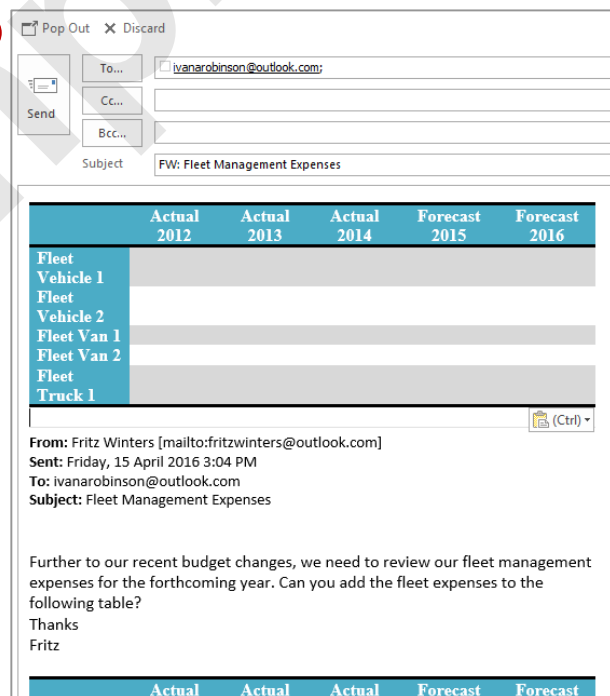 Pop Out Discard
To... ivanarobinson@outlook.com;
Cc...
Send
Bcc...
Subject FW: Fleet Management Expenses
Actual Actual Actual Forecast Forecast
2012 2013 2014 2015 2016
Fleet
Vehicle 1
Fleet
Vehicle 2
Fleet Van 1
Fleet Van 2
Fleet
Truck 1
(Ctrl)
From: Fritz Winters [mailto:fritzwinters@outlook.com]
Sent: Friday, 15 April 2016 3:04 PM
To: ivanarobinson@outlook.com
Subject: Fleet Management Expenses
Further to our recent budget changes, we need to review our fleet management
expenses for the forthcoming year. Can you add the fleet expenses to the
following table?
Thanks
Fritz
Actual Actual Actual Forecast Forecast